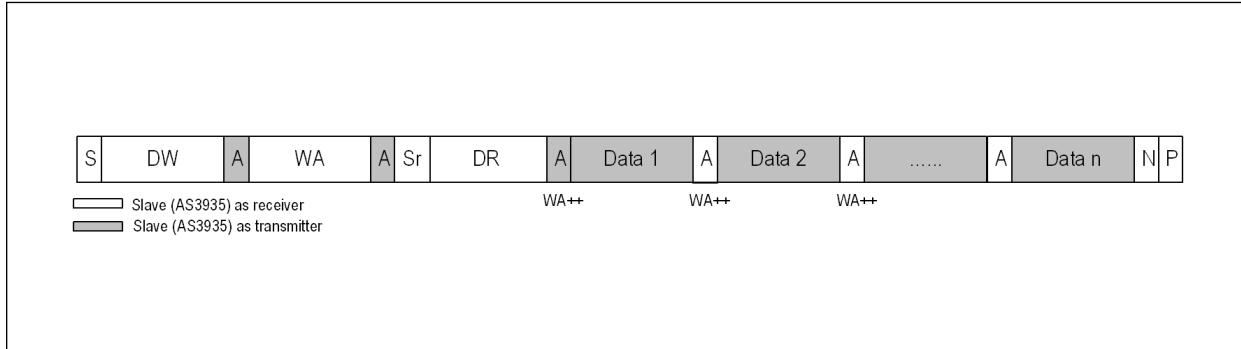 S DW A WA A Sr DR A Data 1 A Data 2 A ...... A Data n N P
WA++ WA++ WA++
Slave (AS3935) as receiver
Slave (AS3935) as transmitter